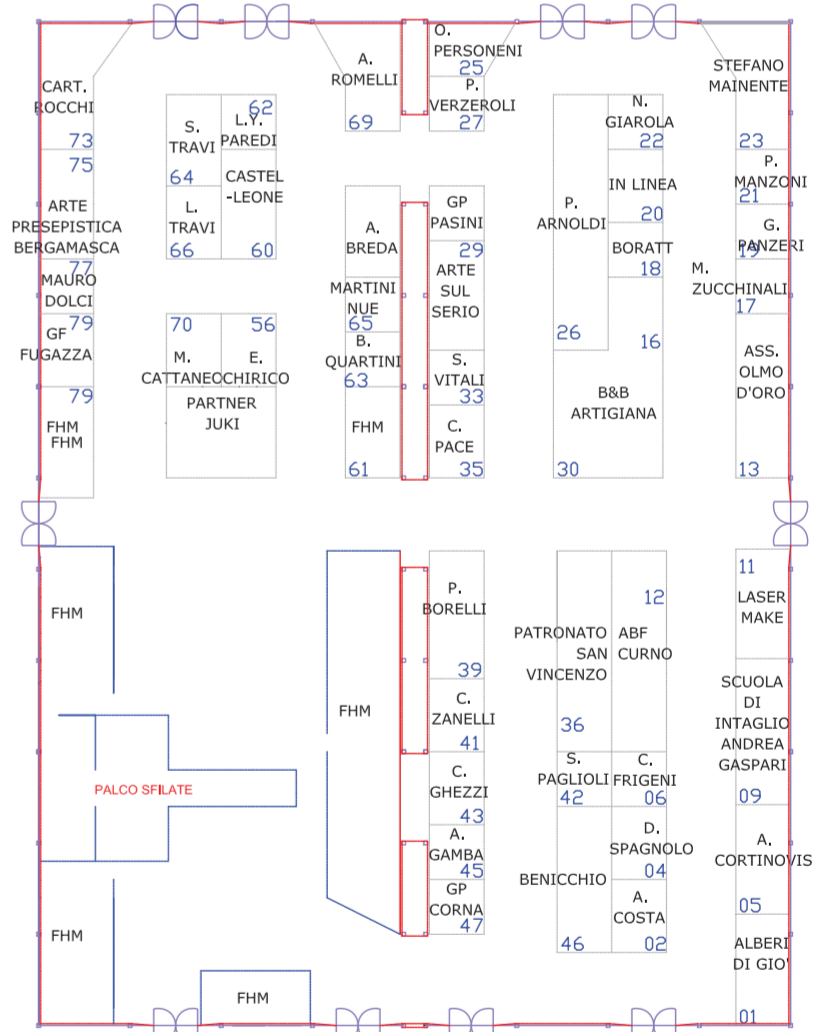 CART.
ROCCHI
73
75
ARTE
PRESEPISTICA
BERGAMASCA
77
MAURO
DOLCI
79
GF
FUGAZZA
79
FHM
FHM
S.
TRAVI
64
L.
TRAVI
66
62
L.Y.
PAREDI
CASTEL
-LEONE
60
70
M.
CATTANEO
56
E.
CHIRICO
PARTNER
JUKI
A.
ROMELLI
69
A.
BREDA
MARTINI
NUE
65
B.
QUARTINI
63
FHM
61
O.
PERSONENI
25
P.
VERZEROLI
27
GP
PASINI
29
ARTE
SUL
SERIO
S.
VITALI
33
C.
PACE
35
P.
ARNOLDI
26
N.
GIAROLA
22
IN LINEA
20
BORATT
18
16
B&B
ARTIGIANA
30
STEFANO
MAINENTE
23
P.
MANZONI
21
G.
PANZERI
19
M.
ZUCCHINALI
17
ASS.
OLMO
D'ORO
13
FHM
PALCO SFILATE
FHM
FHM
FHM
P.
BORELLI
39
C.
ZANELLI
41
C.
GHEZZI
43
A.
GAMBA
45
GP
CORNA
47
PATRONATO
SAN
VINCENZO
36
12
ABF
CURNO
S.
PAGLIOLI
42
C.
FRIGENI
06
BENICCHIO
46
D.
SPAGNOLO
04
A.
COSTA
02
11
LASER
MAKE
SCUOLA
DI
INTAGLIO
ANDREA
GASPARI
09
A.
CORTINOVIS
05
ALBERI
DI GIO'
01